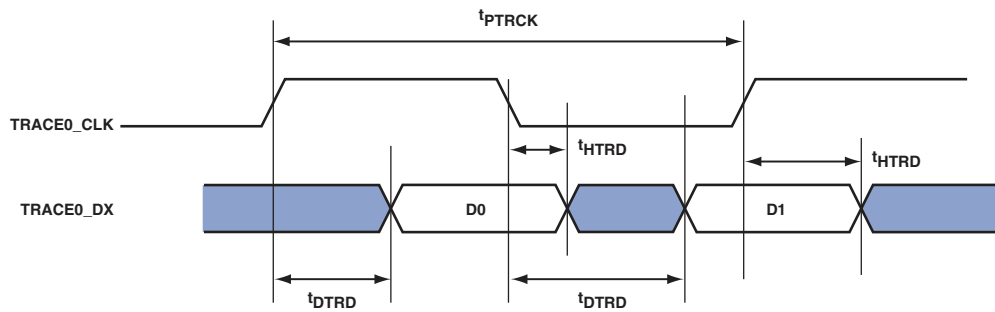 tPTRCK
TRACE0_CLK
tHTRD
tHTRD
TRACE0_DX
D0
D1
tDTRD
tDTRD